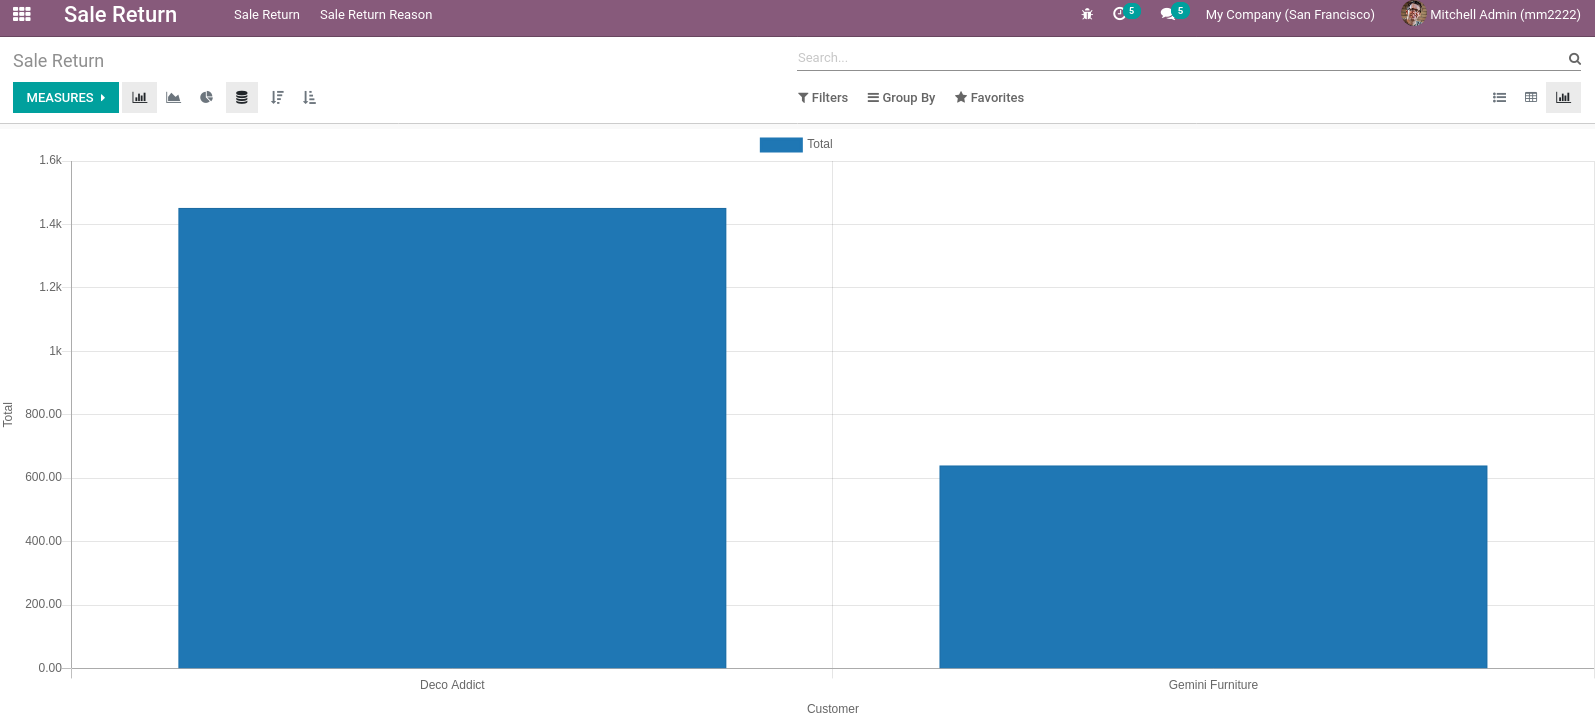 Sale Return
Sale Return
Sale Return Reason
5
5
My Company (San Francisco)
Mitchell Admin (mm2222)
Sale Return
Search...
MEASURES
Filters
Group By
Favorites
Total
1.6k
1.4k
1.2k
1k
800.00
600.00
400.00
200.00
0.00
Total
Deco Addict
Gemini Furniture
Customer